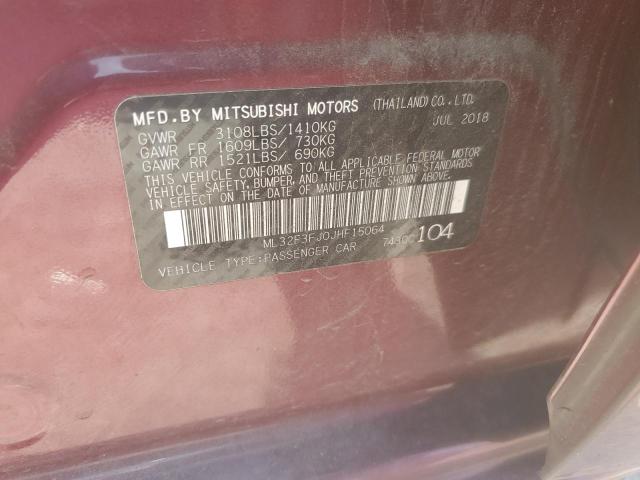 MFD.BY MITSUBISHI MOTORS (THAILAND)CO.,LTD.
JUL 2018
GVWR 3108LBS/1410KG
GAWR FR 1609LBS/ 730KG
GAWR RR 1521LBS/ 690KG
THIS VEHICLE CONFORMS TO ALL APPLICABLE FEDERAL MOTOR
VEHICLE SAFETY,BUMPER,AND THEFT PREVENTION STANDARDS
IN EFFECT ON THE DATE OF MANUFACTURE SHOWN ABOVE.
ML32F3FJ0JHF15064
VEHICLE TYPE:PASSENGER CAR 7490C 104